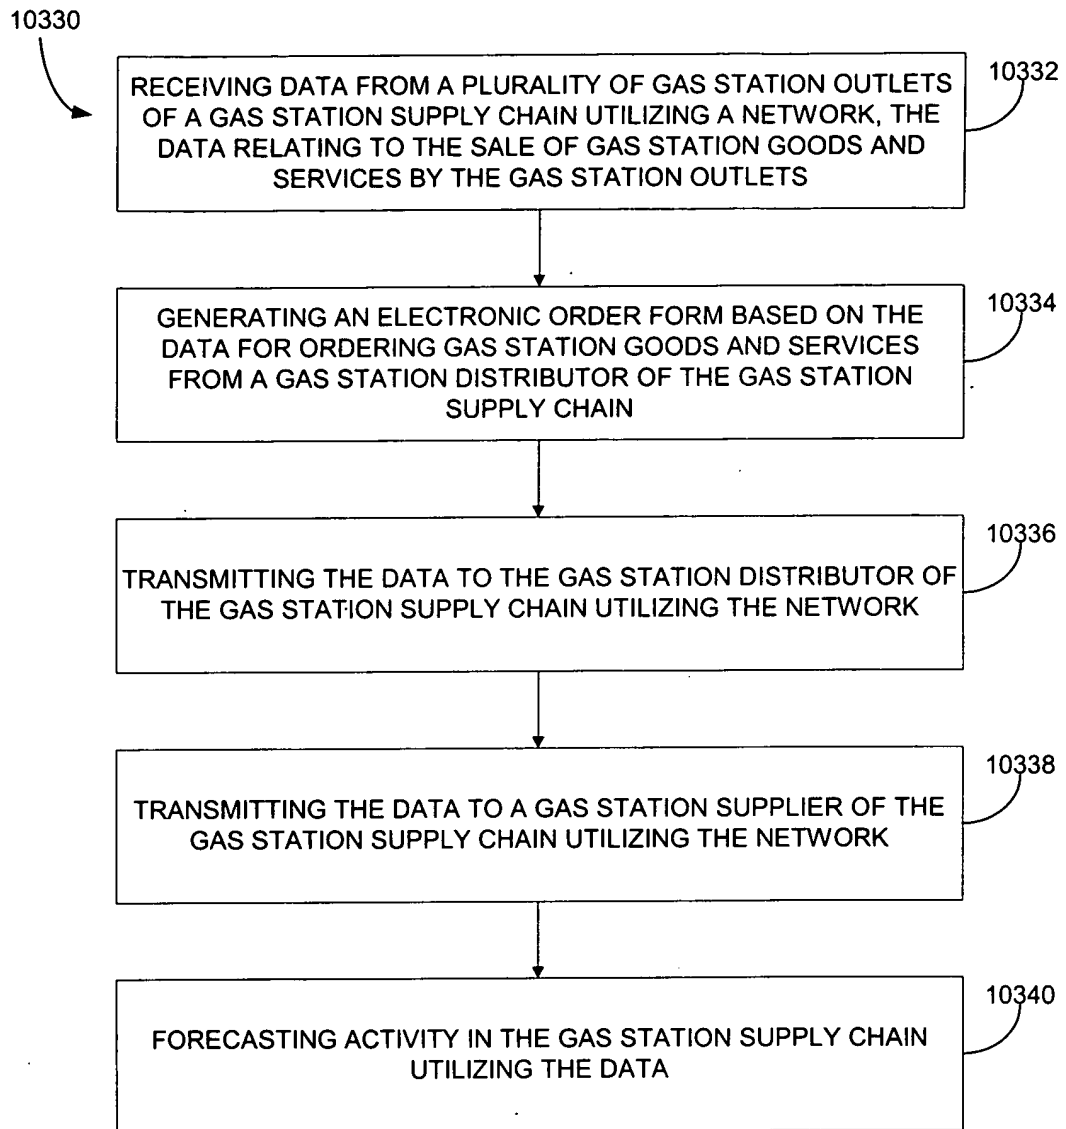 10330
10332
RECEIVING DATA FROM A PLURALITY OF GAS STATION OUTLETS
OF A GAS STATION SUPPLY CHAIN UTILIZING A NETWORK, THE
DATA RELATING TO THE SALE OF GAS STATION GOODS AND
SERVICES BY THE GAS STATION OUTLETS
10334
GENERATING AN ELECTRONIC ORDER FORM BASED ON THE
DATA FOR ORDERING GAS STATION GOODS AND SERVICES
FROM A GAS STATION DISTRIBUTOR OF THE GAS STATION
SUPPLY CHAIN
10336
TRANSMITTING THE DATA TO THE GAS STATION DISTRIBUTOR OF
THE GAS STATION SUPPLY CHAIN UTILIZING THE NETWORK
10338
TRANSMITTING THE DATA TO A GAS STATION SUPPLIER OF THE
GAS STATION SUPPLY CHAIN UTILIZING THE NETWORK
10340
FORECASTING ACTIVITY IN THE GAS STATION SUPPLY CHAIN
UTILIZING THE DATA